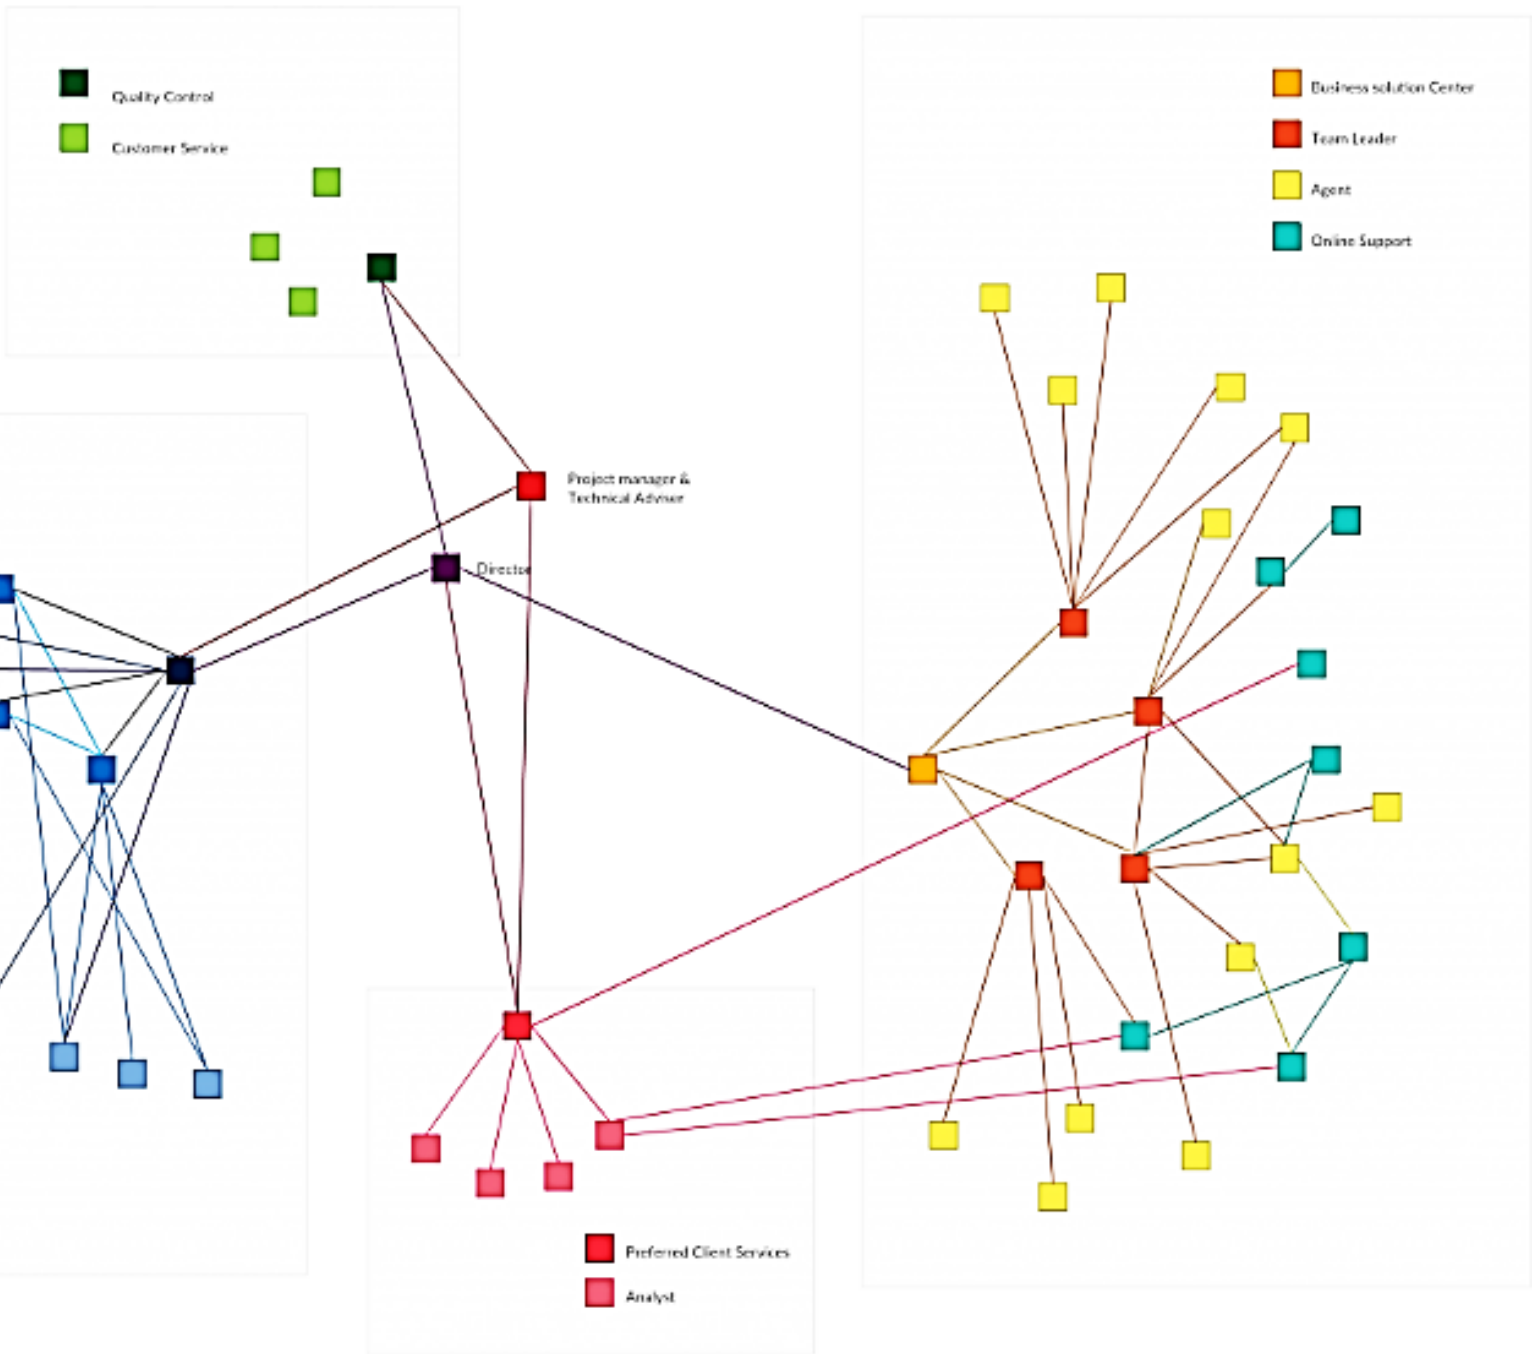 Quality Control
Customer Service
Business solution Center
Team Leader
Agent
Online Support
Project manager &
Technical Adviser
Director
Preferred Client Services
Analyst